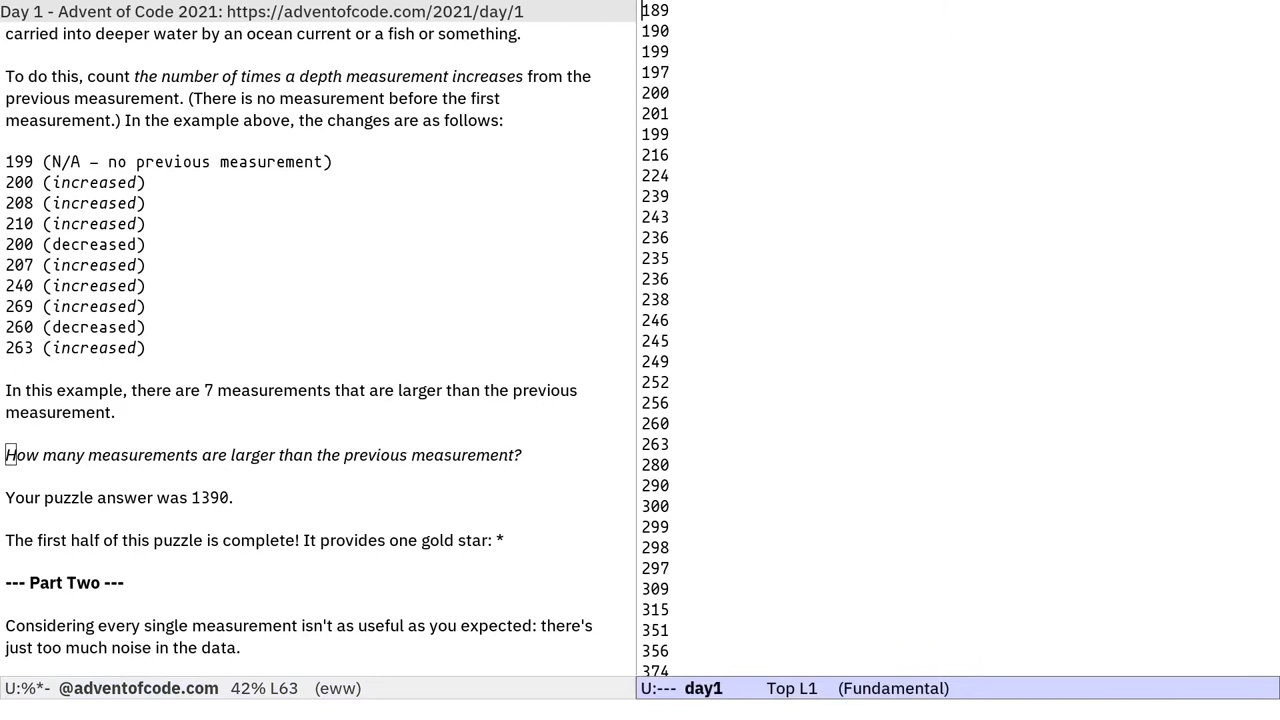 Day 1 - Advent of Code 2021: https://adventofcode.com/2021/day/1
carried into deeper water by an ocean current or a fish or something.
To do this, count the number of times a depth measurement increases from the
previous measurement. (There is no measurement before the first
measurement.) In the example above, the changes are as follows:
199 (N/A – no previous measurement)
200 (increased)
208 (increased)
210 (increased)
200 (decreased)
207 (increased)
240 (increased)
269 (increased)
260 (decreased)
263 (increased)
In this example, there are 7 measurements that are larger than the previous
measurement.
How many measurements are larger than the previous measurement?
Your puzzle answer was 1390.
The first half of this puzzle is complete! It provides one gold star: *
--- Part Two ---
Considering every single measurement isn't as useful as you expected: there's
just too much noise in the data.
U:%*- @adventofcode.com 42% L63 (eww)
189
190
199
197
200
201
199
216
224
239
243
236
235
236
238
246
245
249
252
256
260
263
280
290
300
299
298
297
309
315
351
356
374
U:--- day1 Top L1 (Fundamental)